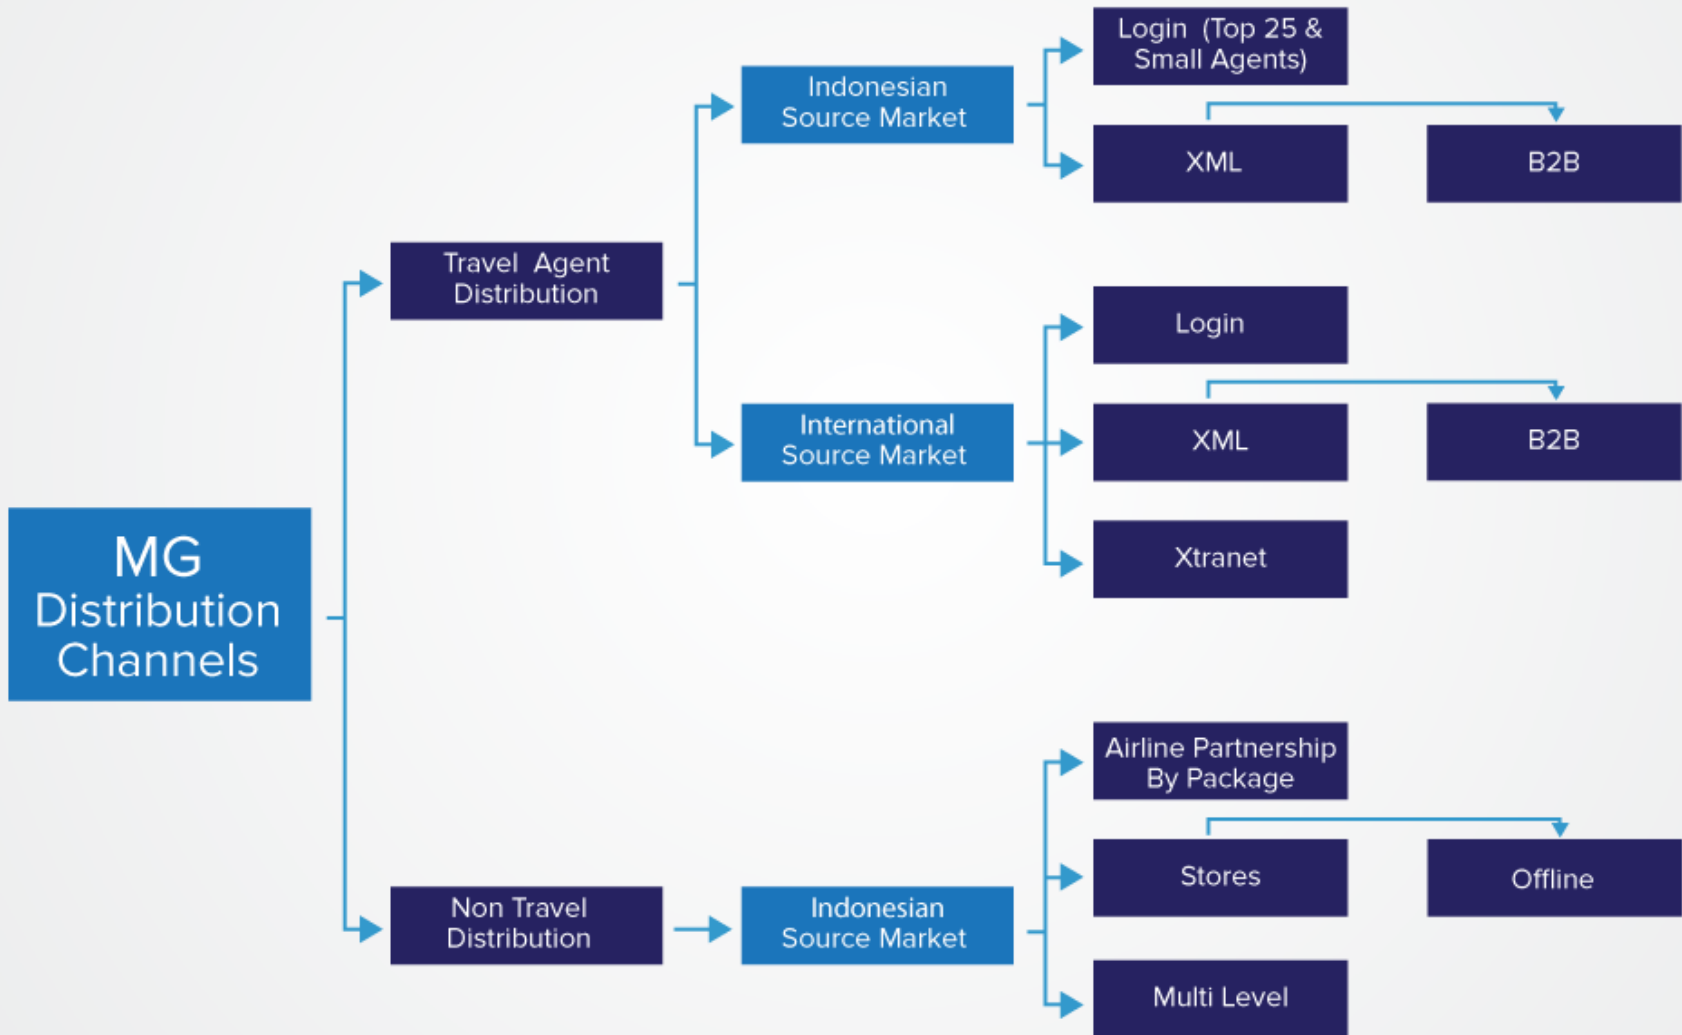 Login (Top 25 &
Small Agents)
Indonesian
Source Market
XML
B2B
Travel Agent
Distribution
Login
International
Source Market
XML
B2B
Xtranet
MG
Distribution
Channels
Airline Partnership
By Package
Stores
Offline
Non Travel
Distribution
Indonesian
Source Market
Multi Level